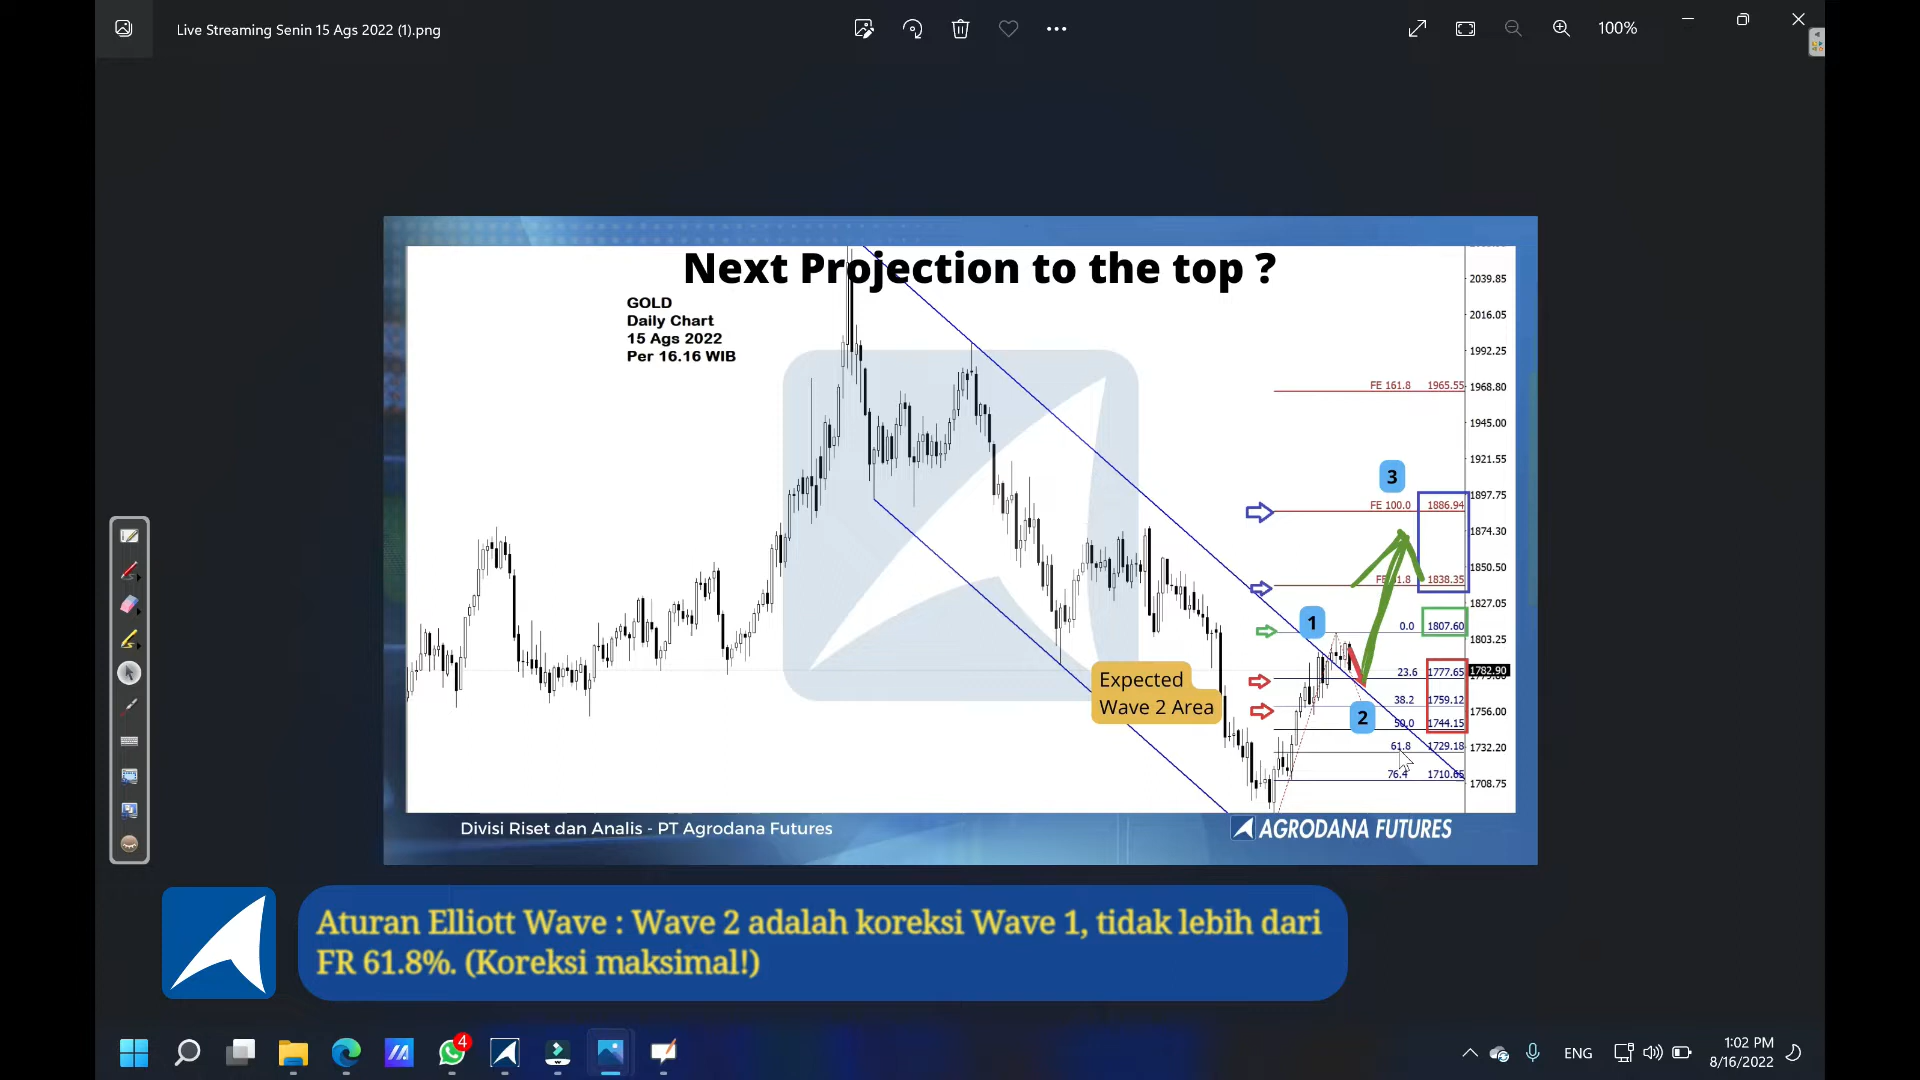 Live Streaming Senin 15 Ags 2022 (1).png
100%
Next Projection to the top ?
GOLD
Daily Chart
15 Ags 2022
Per 16.16 WIB
2039.85
2016.05
1992.25
FE 161.8 1965.55
1968.80
1945.00
1921.55
3
1897.75
FE 100.0 1886.94
1874.30
1850.50
1838.35
1827.05
1
0.0 1807.60
1803.25
Expected
Wave 2 Area
1782.90
23.6 1777.65
38.2 1759.12
1756.00
2
50.0 1744.15
61.8 1729.18
1732.20
76.4 1710.65
1708.75
Divisi Riset dan Analis - PT Agrodana Futures
AGRODANA FUTURES
Aturan Elliott Wave : Wave 2 adalah koreksi Wave 1, tidak lebih dari
FR 61.8%. (Koreksi maksimal!)
4
ENG
1:02 PM
8/16/2022